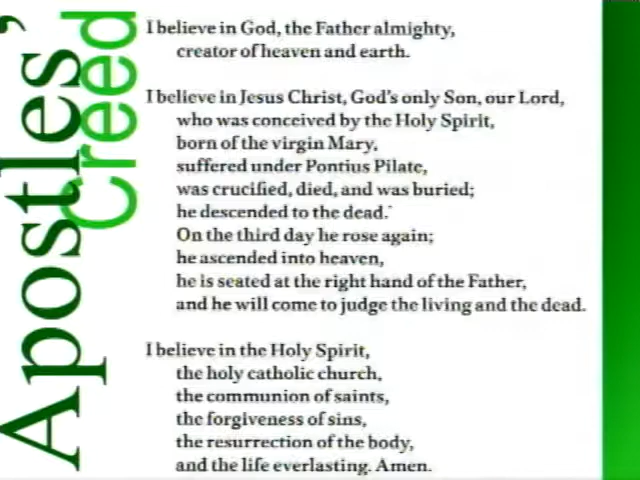 Apostles'
Creed
I believe in God, the Father almighty,
creator of heaven and earth.
I believe in Jesus Christ, God's only Son, our Lord,
who was conceived by the Holy Spirit,
born of the virgin Mary,
suffered under Pontius Pilate,
was crucified, died, and was buried;
he descended to the dead.*
On the third day he rose again;
he ascended into heaven,
he is seated at the right hand of the Father,
and he will come to judge the living and the dead.
I believe in the Holy Spirit,
the holy catholic church,
the communion of saints,
the forgiveness of sins,
the resurrection of the body,
and the life everlasting. Amen.